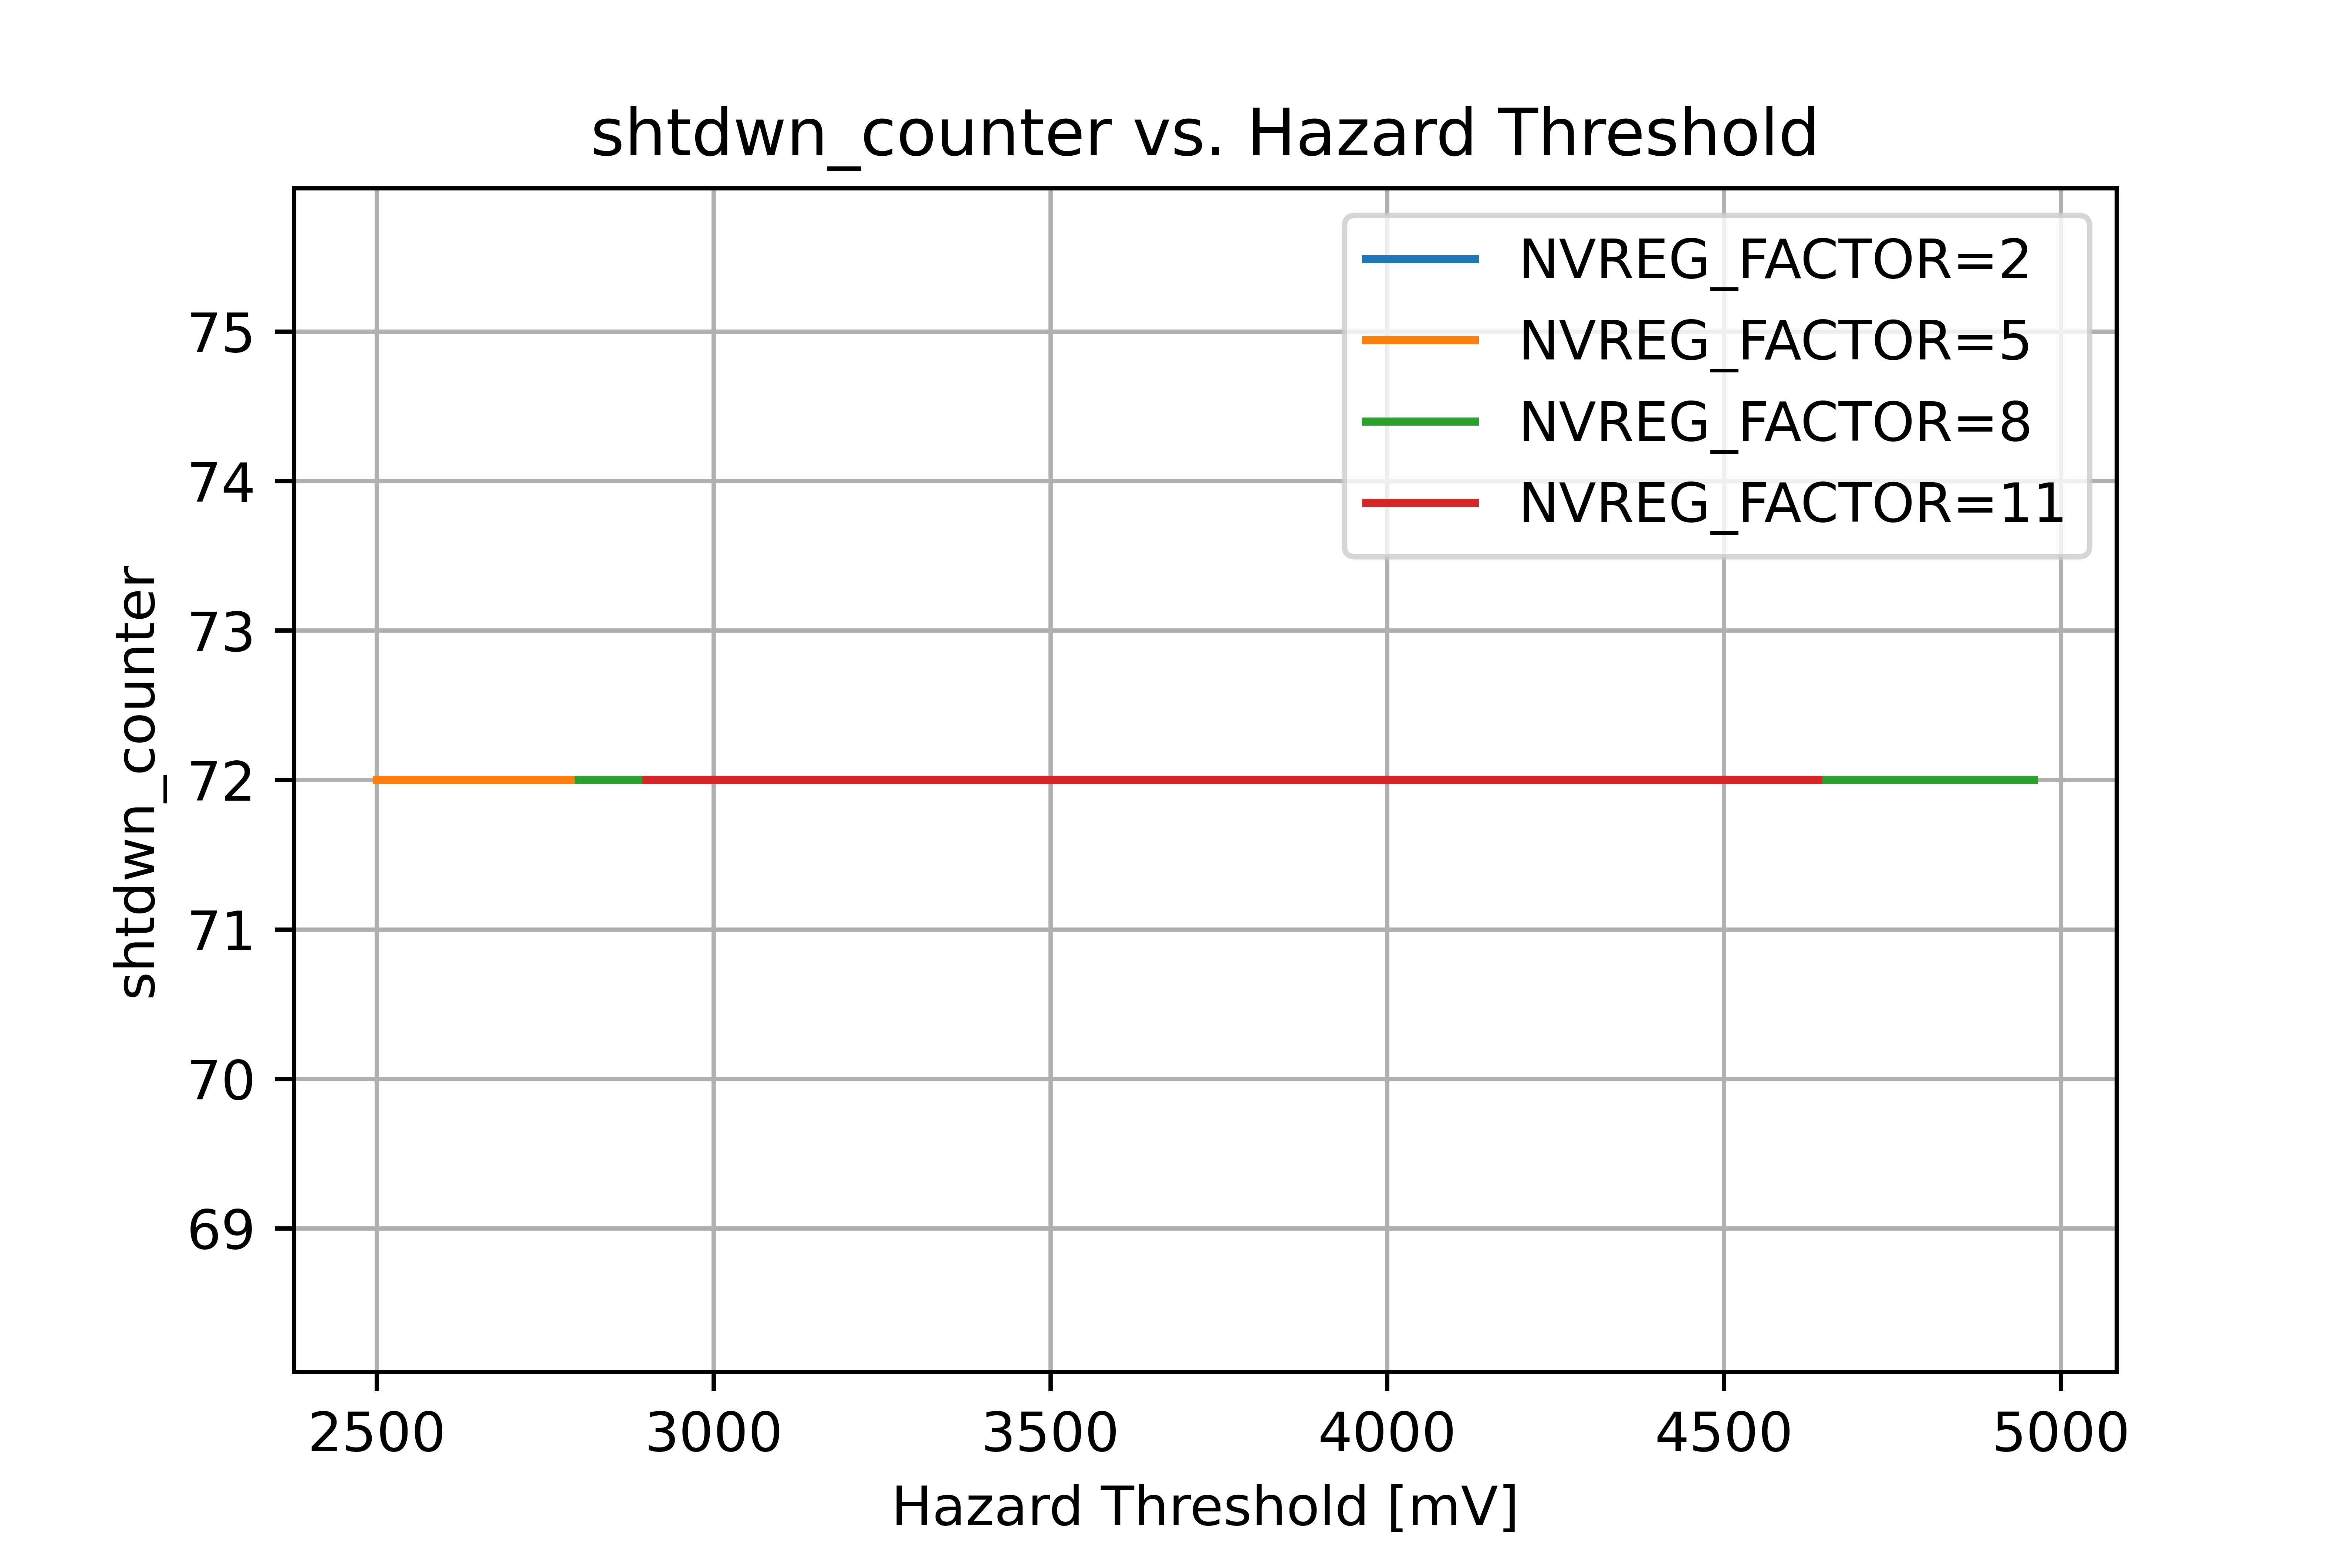 shtdwn_counter vs. Hazard Threshold
NVREG_FACTOR=2
NVREG_FACTOR=5
NVREG_FACTOR=8
NVREG_FACTOR=11
shtdwn_counter
75
74
73
72
71
70
69
2500 3000 3500 4000 4500 5000
Hazard Threshold [mV]